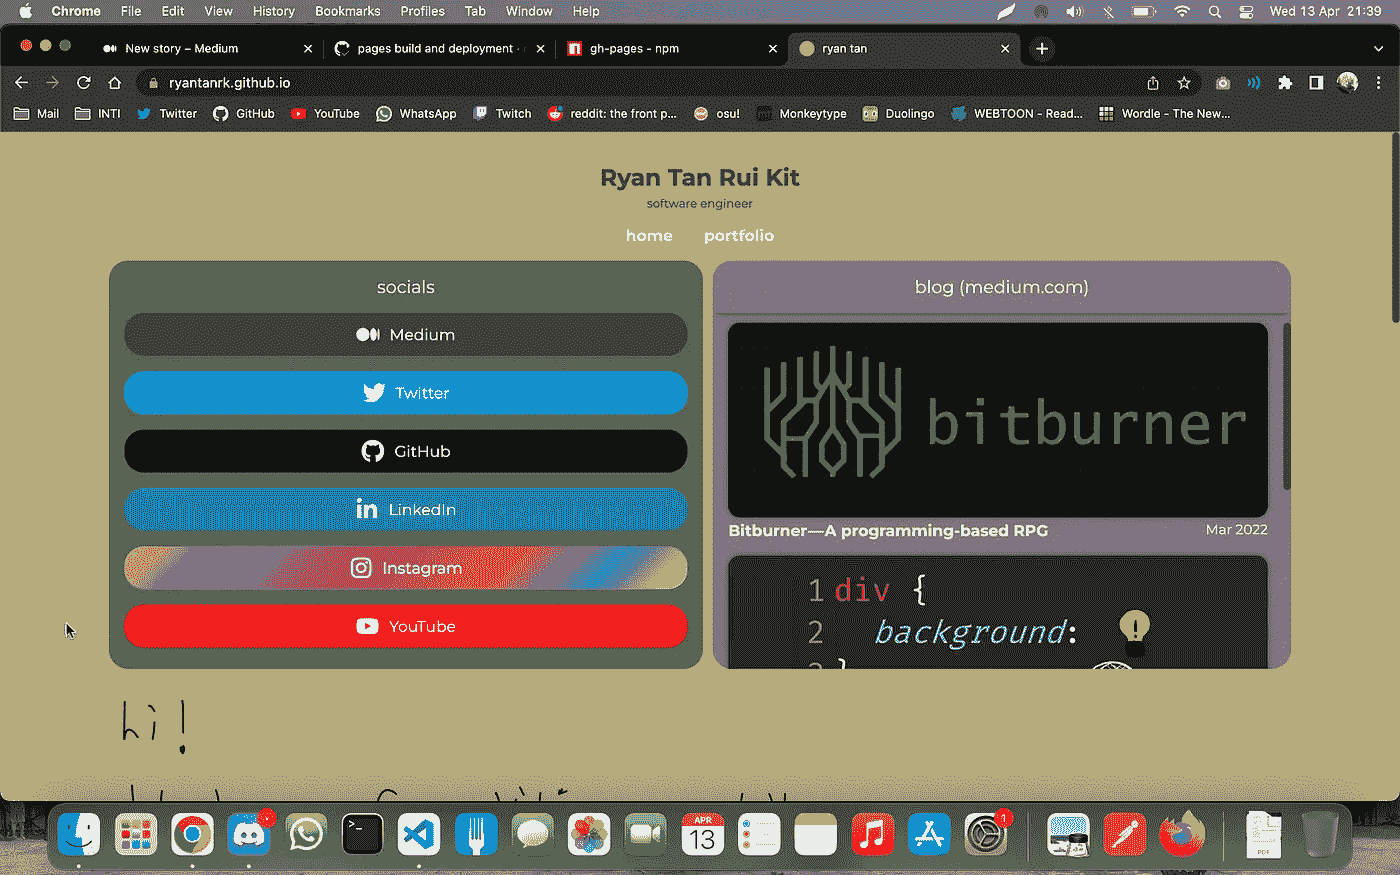 Chrome File Edit View History Bookmarks Profiles Tab Window Help Wed 13 Apr 21:39
New story – Medium pages build and deployment · gh-pages - npm ryan tan
ryantanrk.github.io
Mail INTI Twitter GitHub YouTube WhatsApp Twitch reddit: the front p... osu! Monkeytype Duolingo WEBTOON - Read... Wordle - The New...
Ryan Tan Rui Kit
software engineer
home portfolio
socials
Medium
Twitter
GitHub
LinkedIn
Instagram
YouTube
blog (medium.com)
bitburner
Bitburner—A programming-based RPG Mar 2022
1 div {
2 background:
hi!
APR
13
1
PDF